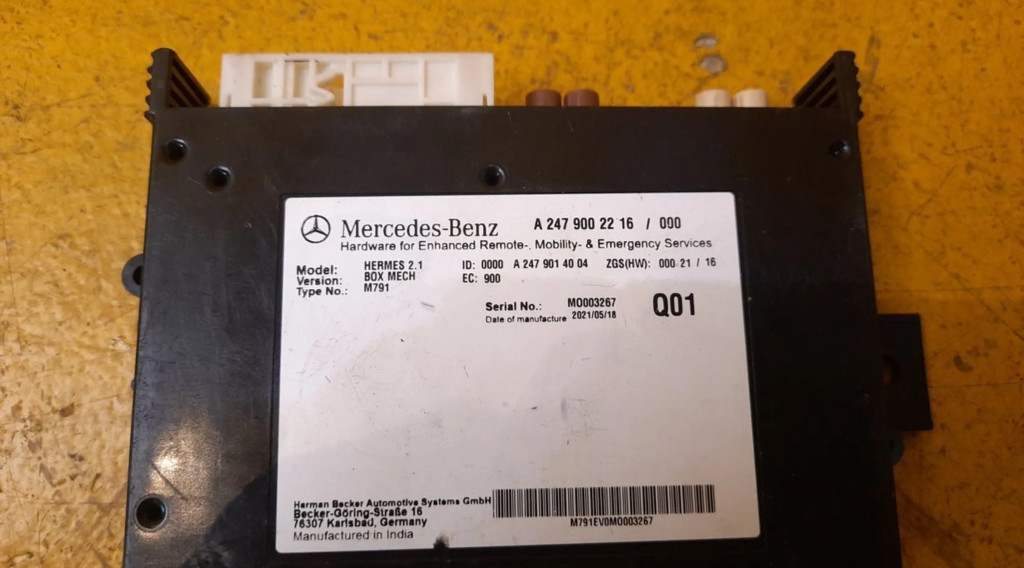 Mercedes-Benz A 247 900 22 16 / 000
Hardware for Enhanced Remote-, Mobility- & Emergency Services
Model: HERMES 2.1 ID: 0000 A 247 901 40 04 ZGS(HW): 000 21 / 16
Version: BOX MECH EC: 900
Type No.: M791
Serial No.: MO003267 Q01
Date of manufacture 2021/05/18
Harman Becker Automotive Systems GmbH
Becker-Göring-Straße 16
76307 Karlsbad, Germany
M791EV0MO003267
Manufactured in India